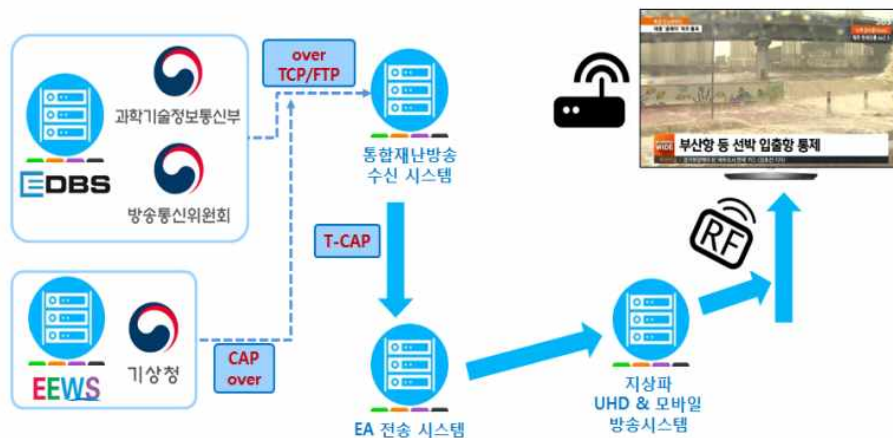 EDBS
과학기술정보통신부
방송통신위원회
over
TCP/FTP
통합재난방송
수신 시스템
T-CAP
EEWS
기상청
CAP
over
EA 전송 시스템
지상파
UHD & 모바일
방송시스템
RF
WIDE
부산항 등 선박 입출항 통제